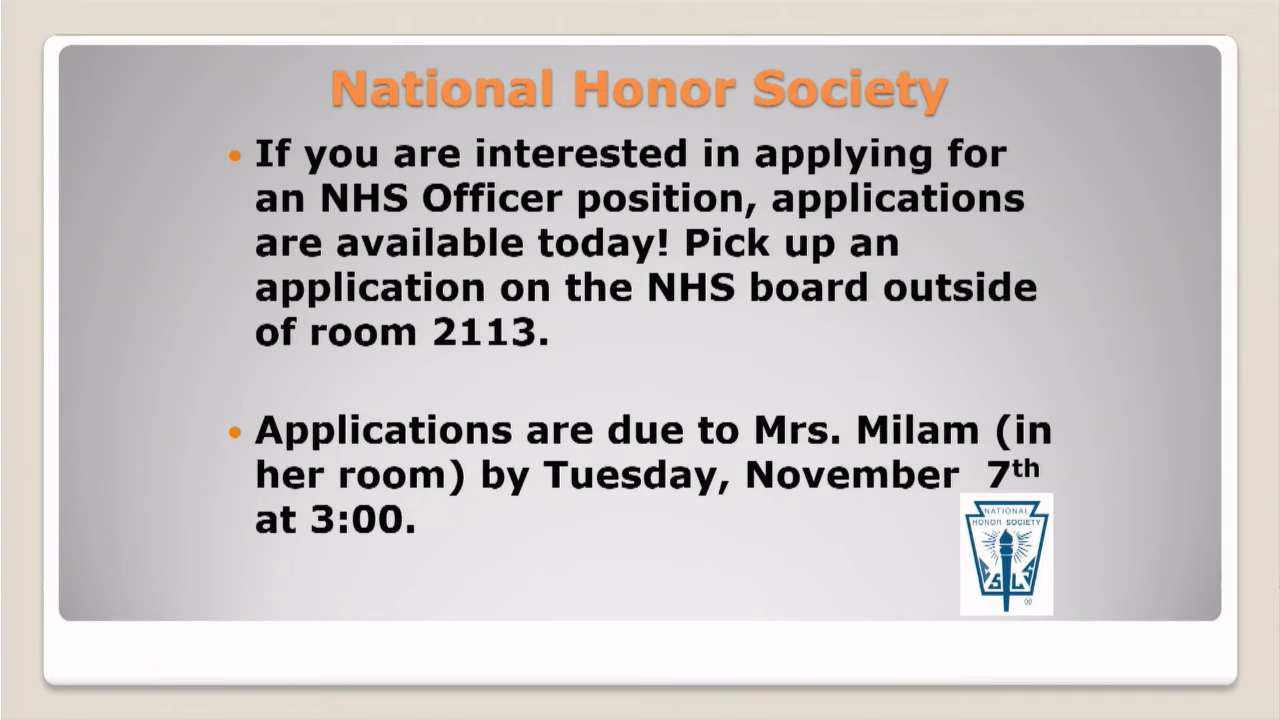 National Honor Society
• If you are interested in applying for
an NHS Officer position, applications
are available today! Pick up an
application on the NHS board outside
of room 2113.
• Applications are due to Mrs. Milam (in
her room) by Tuesday, November 7th
at 3:00.
NATIONAL
HONOR SOCIETY
C S L S
®